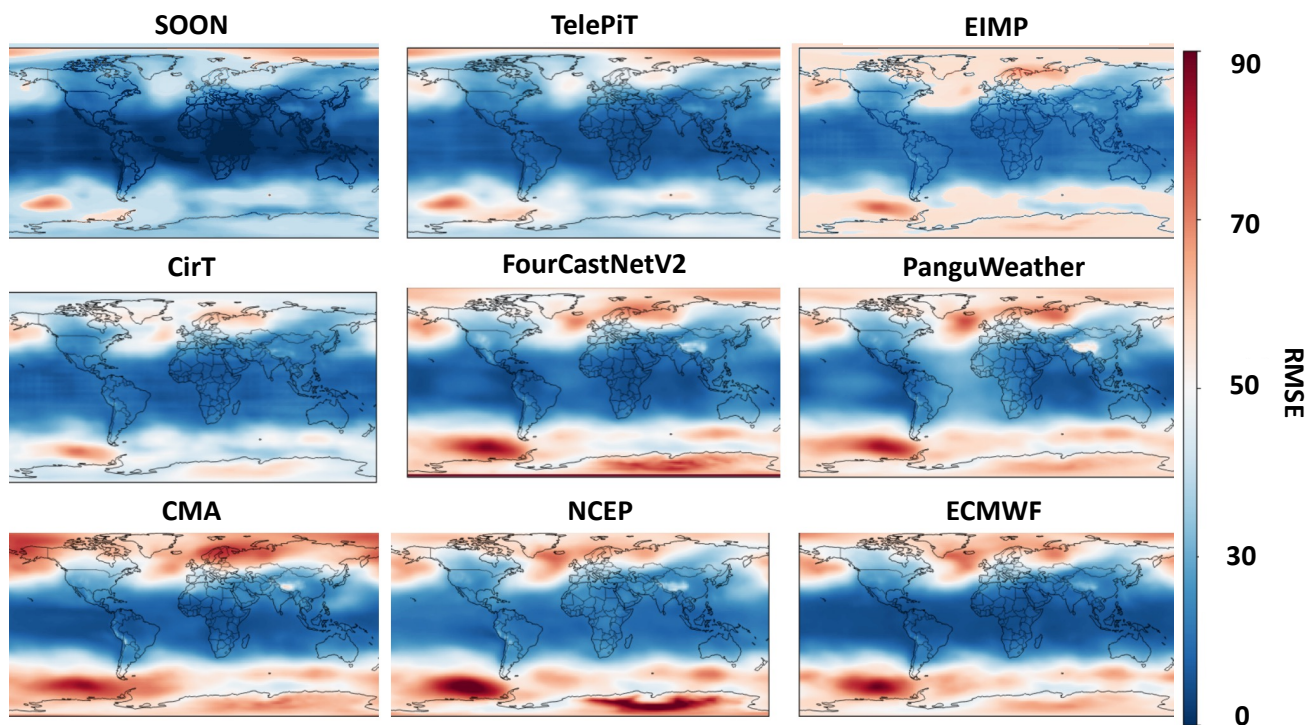 SOON
TelePiT
EIMP
90
70
50
30
0
RMSE
CirT
FourCastNetV2
PanguWeather
CMA
NCEP
ECMWF